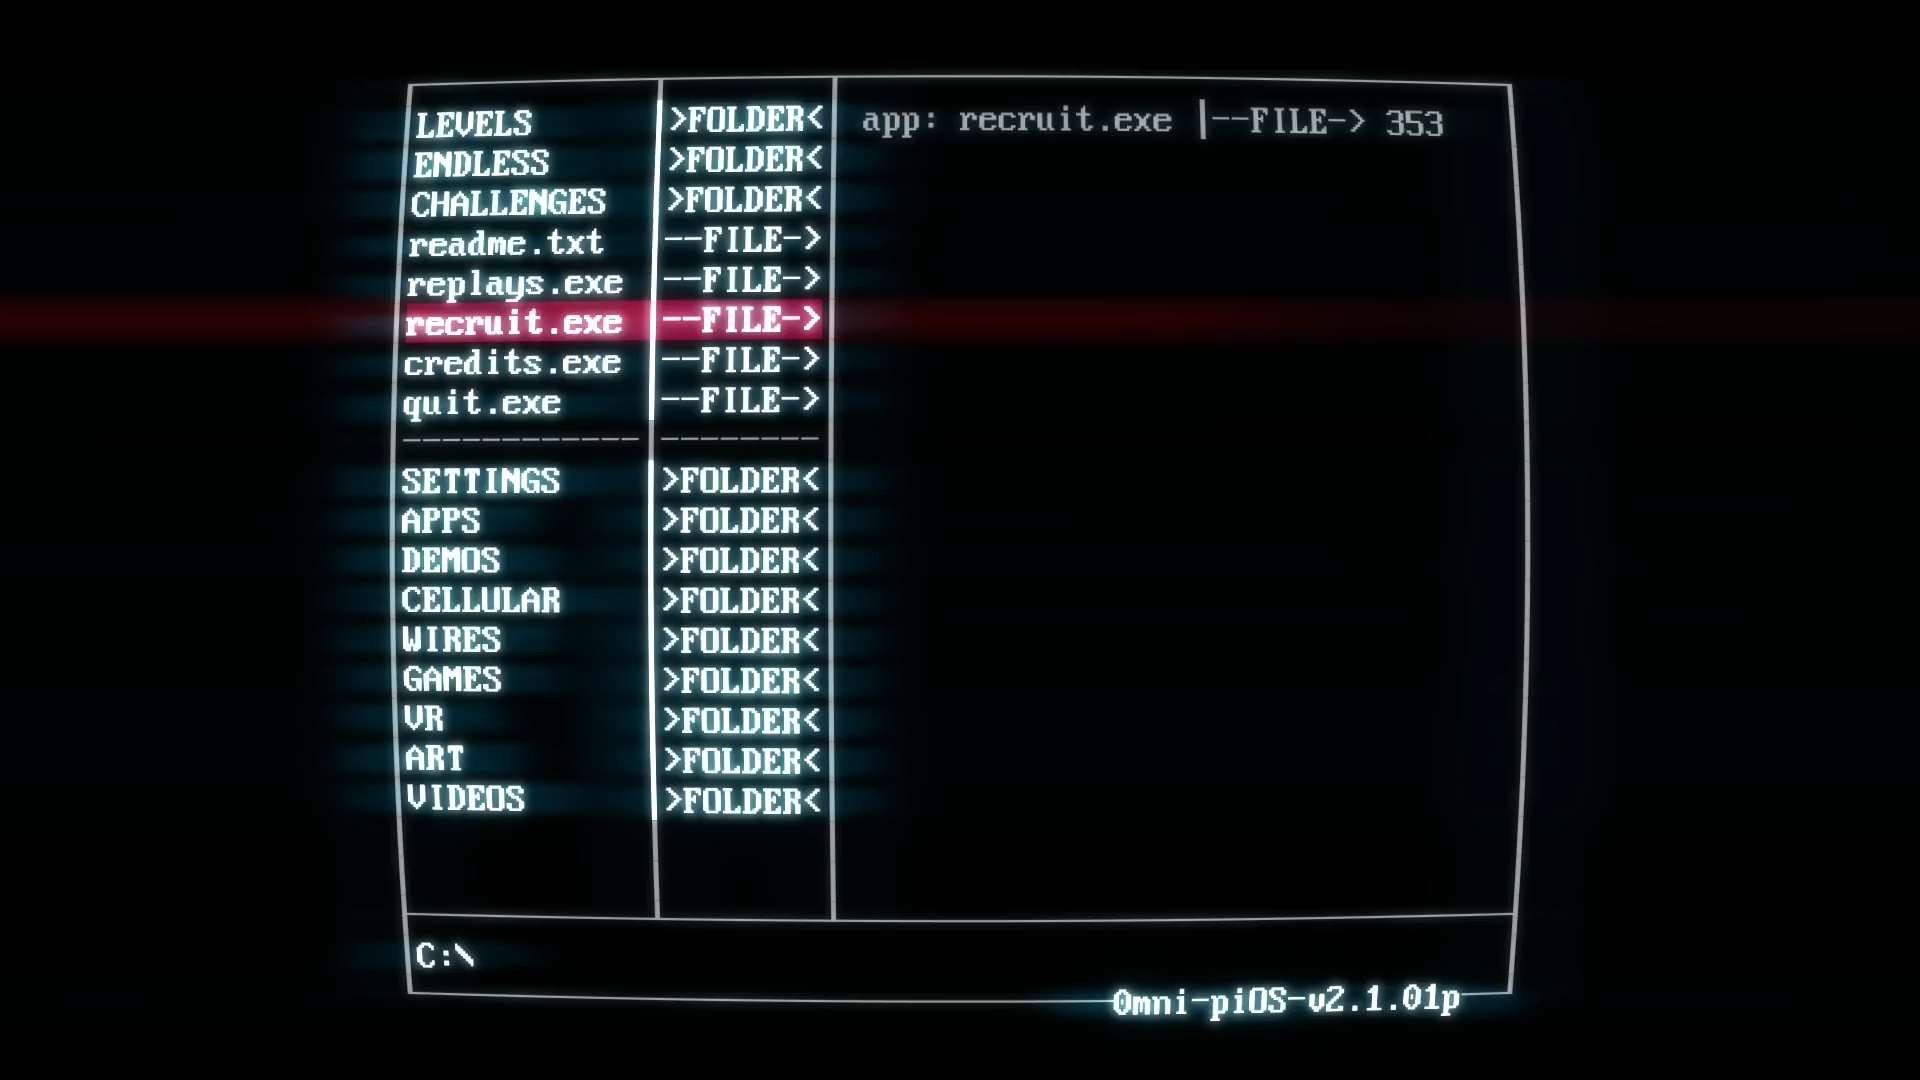 LEVELS >FOLDER< app: recruit.exe |--FILE-> 353
ENDLESS >FOLDER<
CHALLENGES >FOLDER<
readme.txt --FILE->
replays.exe --FILE->
recruit.exe --FILE->
credits.exe --FILE->
quit.exe --FILE->
------------ --------
SETTINGS >FOLDER<
APPS >FOLDER<
DEMOS >FOLDER<
CELLULAR >FOLDER<
WIRES >FOLDER<
GAMES >FOLDER<
VR >FOLDER<
ART >FOLDER<
VIDEOS >FOLDER<
C:\
0mni-piOS-v2.1.01p